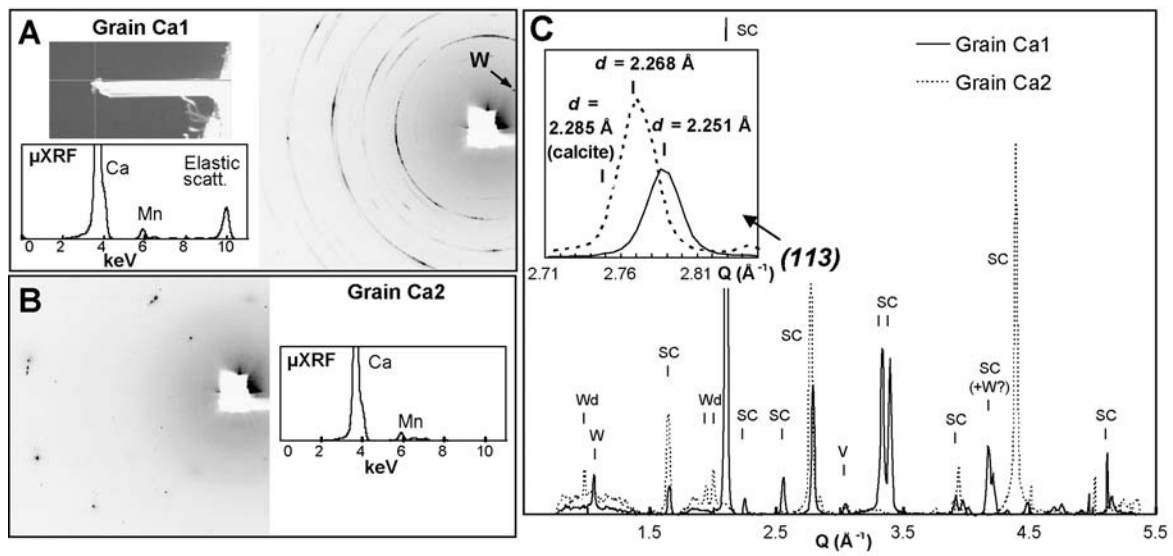 A
Grain Ca1
W
µXRF
Ca
Elastic
scatt.
Mn
0 2 4 6 8 10
keV
B
Grain Ca2
µXRF
Ca
Mn
0 2 4 6 8 10
keV
C
SC
Grain Ca1
Grain Ca2
d = 2.268 Å
d =
2.285 Å
(calcite)
d = 2.251 Å
2.71 2.76 2.81
Q (Å⁻¹)
(113)
SC
SC
SC
SC
Wd
W
Wd
SC
SC
V
SC
(+W?)
SC
SC
1.5 2.5 3.5 4.5 5.5
Q (Å⁻¹)